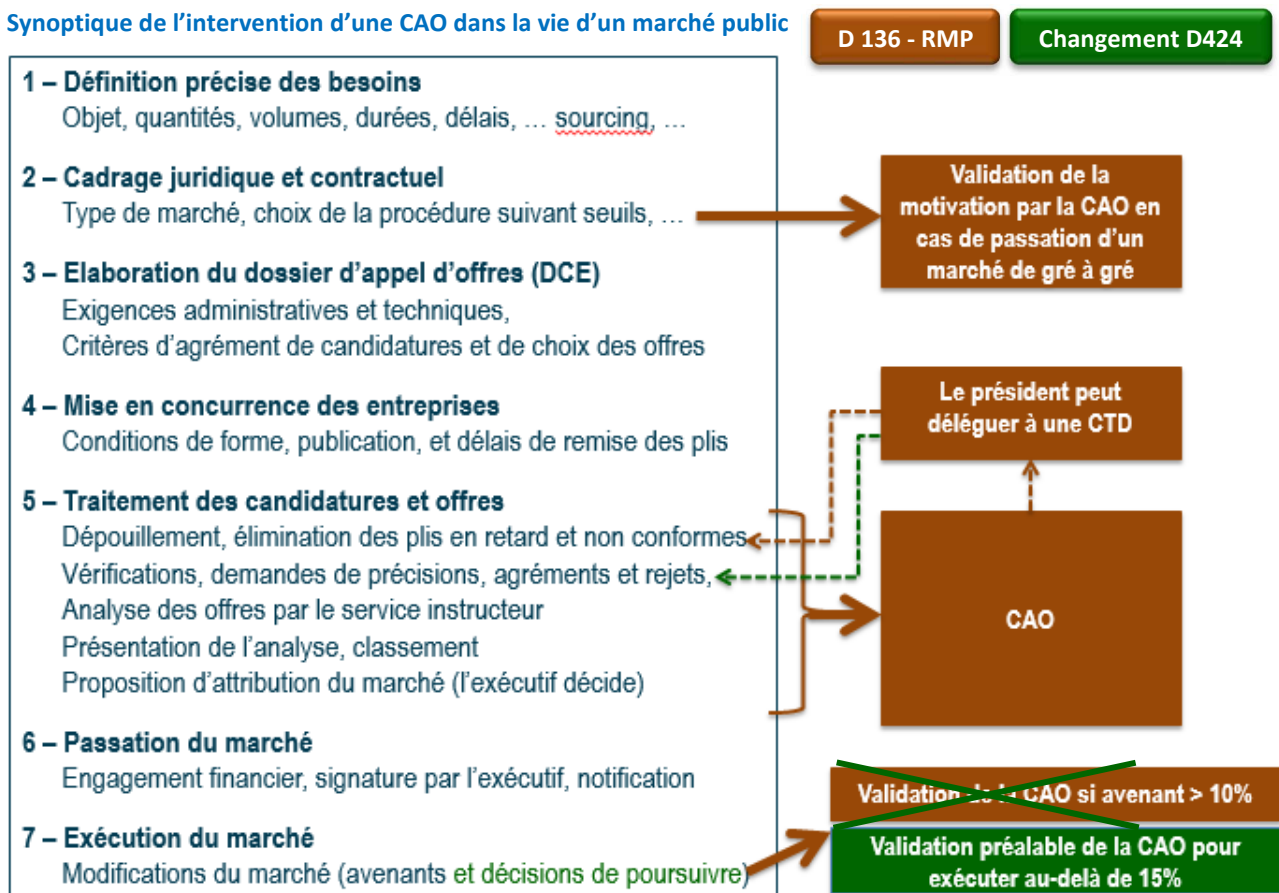 Synoptique de l'intervention d'une CAO dans la vie d'un marché public
D 136 - RMP
Changement D424
1 – Définition précise des besoins
Objet, quantités, volumes, durées, délais, … sourcing, …
2 – Cadrage juridique et contractuel
Type de marché, choix de la procédure suivant seuils, …
Validation de la
motivation par la CAO en
cas de passation d'un
marché de gré à gré
3 – Elaboration du dossier d'appel d'offres (DCE)
Exigences administratives et techniques,
Critères d'agrément de candidatures et de choix des offres
4 – Mise en concurrence des entreprises
Conditions de forme, publication, et délais de remise des plis
Le président peut
déléguer à une CTD
5 – Traitement des candidatures et offres
Dépouillement, élimination des plis en retard et non conformes
Vérifications, demandes de précisions, agréments et rejets,
Analyse des offres par le service instructeur
Présentation de l'analyse, classement
Proposition d'attribution du marché (l'exécutif décide)
CAO
6 – Passation du marché
Engagement financier, signature par l'exécutif, notification
7 – Exécution du marché
Modifications du marché (avenants et décisions de poursuivre)
Validation de la CAO si avenant > 10%
Validation préalable de la CAO pour
exécuter au-delà de 15%